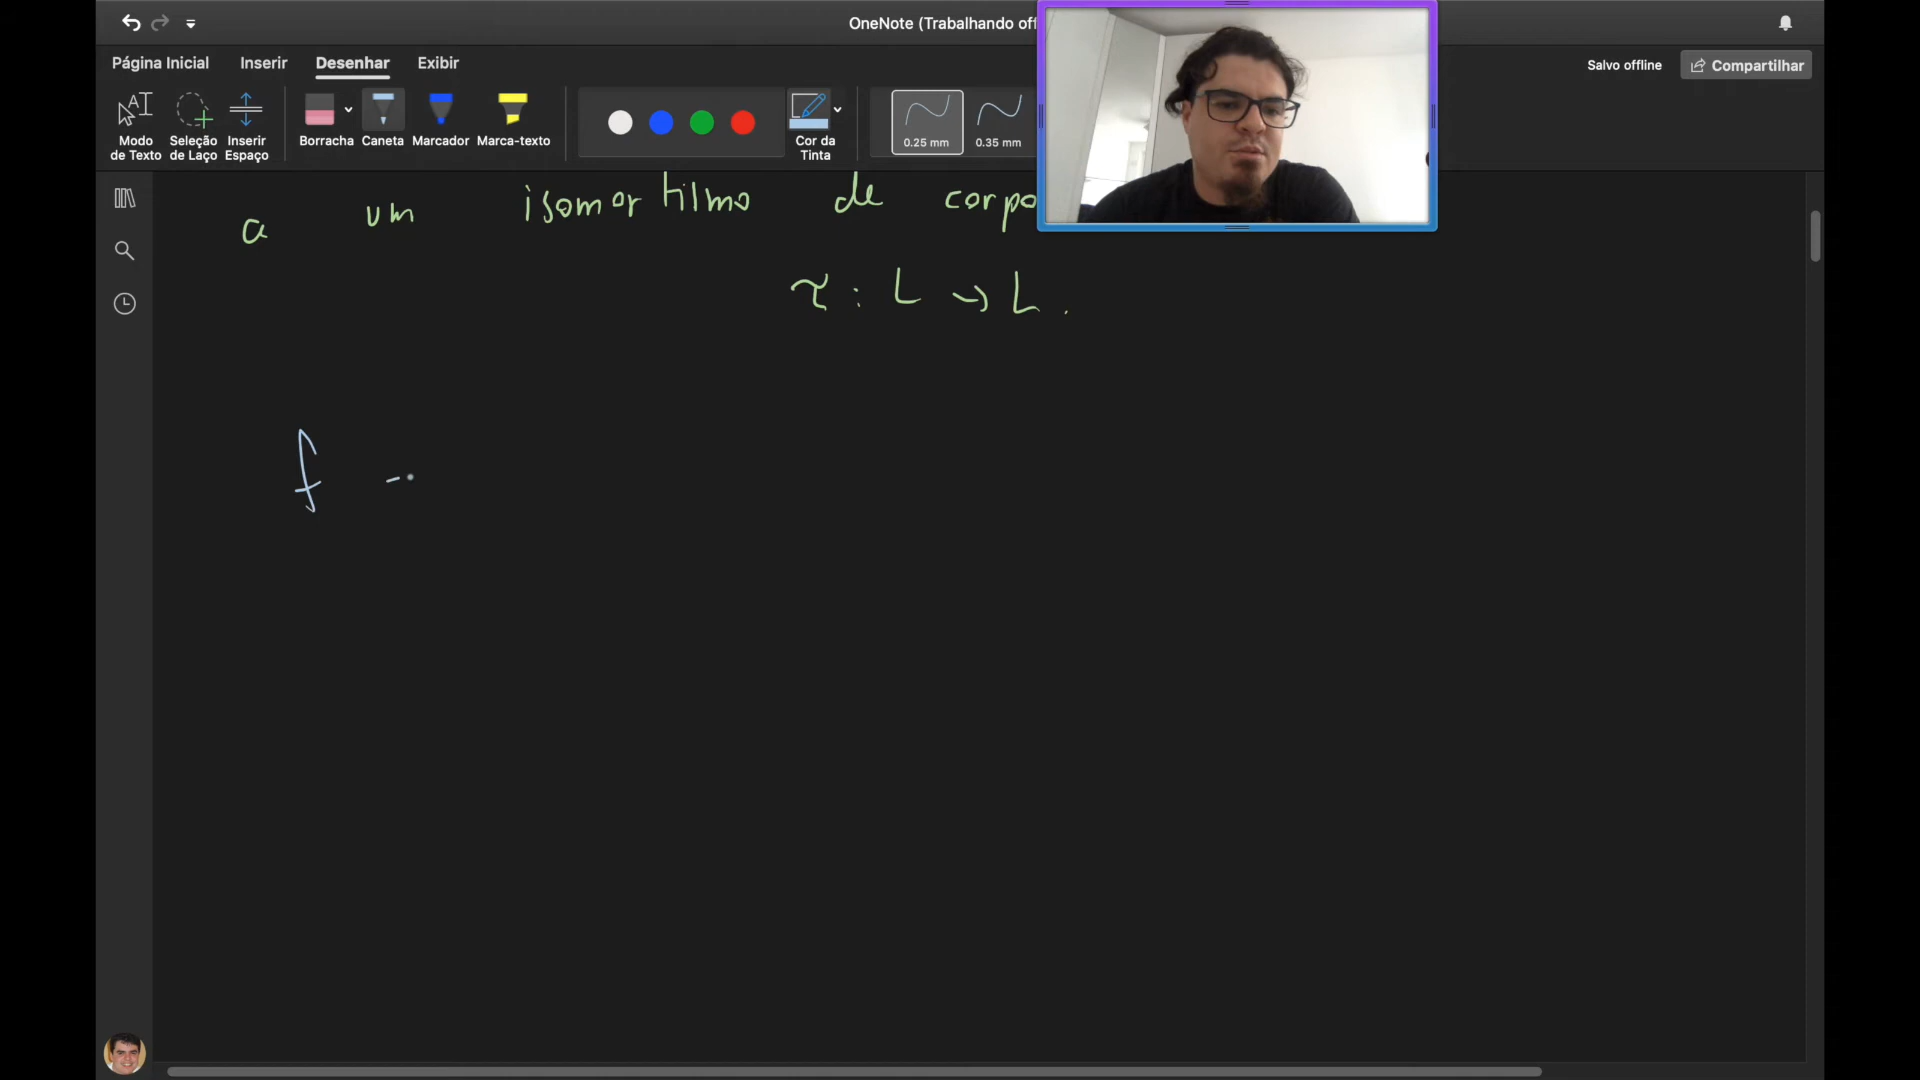 OneNote (Trabalhando off
Página Inicial Inserir Desenhar Exibir
Salvo offline Compartilhar
Modo de Texto
Seleção de Laço
Inserir Espaço
Borracha Caneta Marcador Marca-texto
Cor da Tinta
0.25 mm 0.35 mm
a um isomorfismo de corpo
τ : L → L .
f -